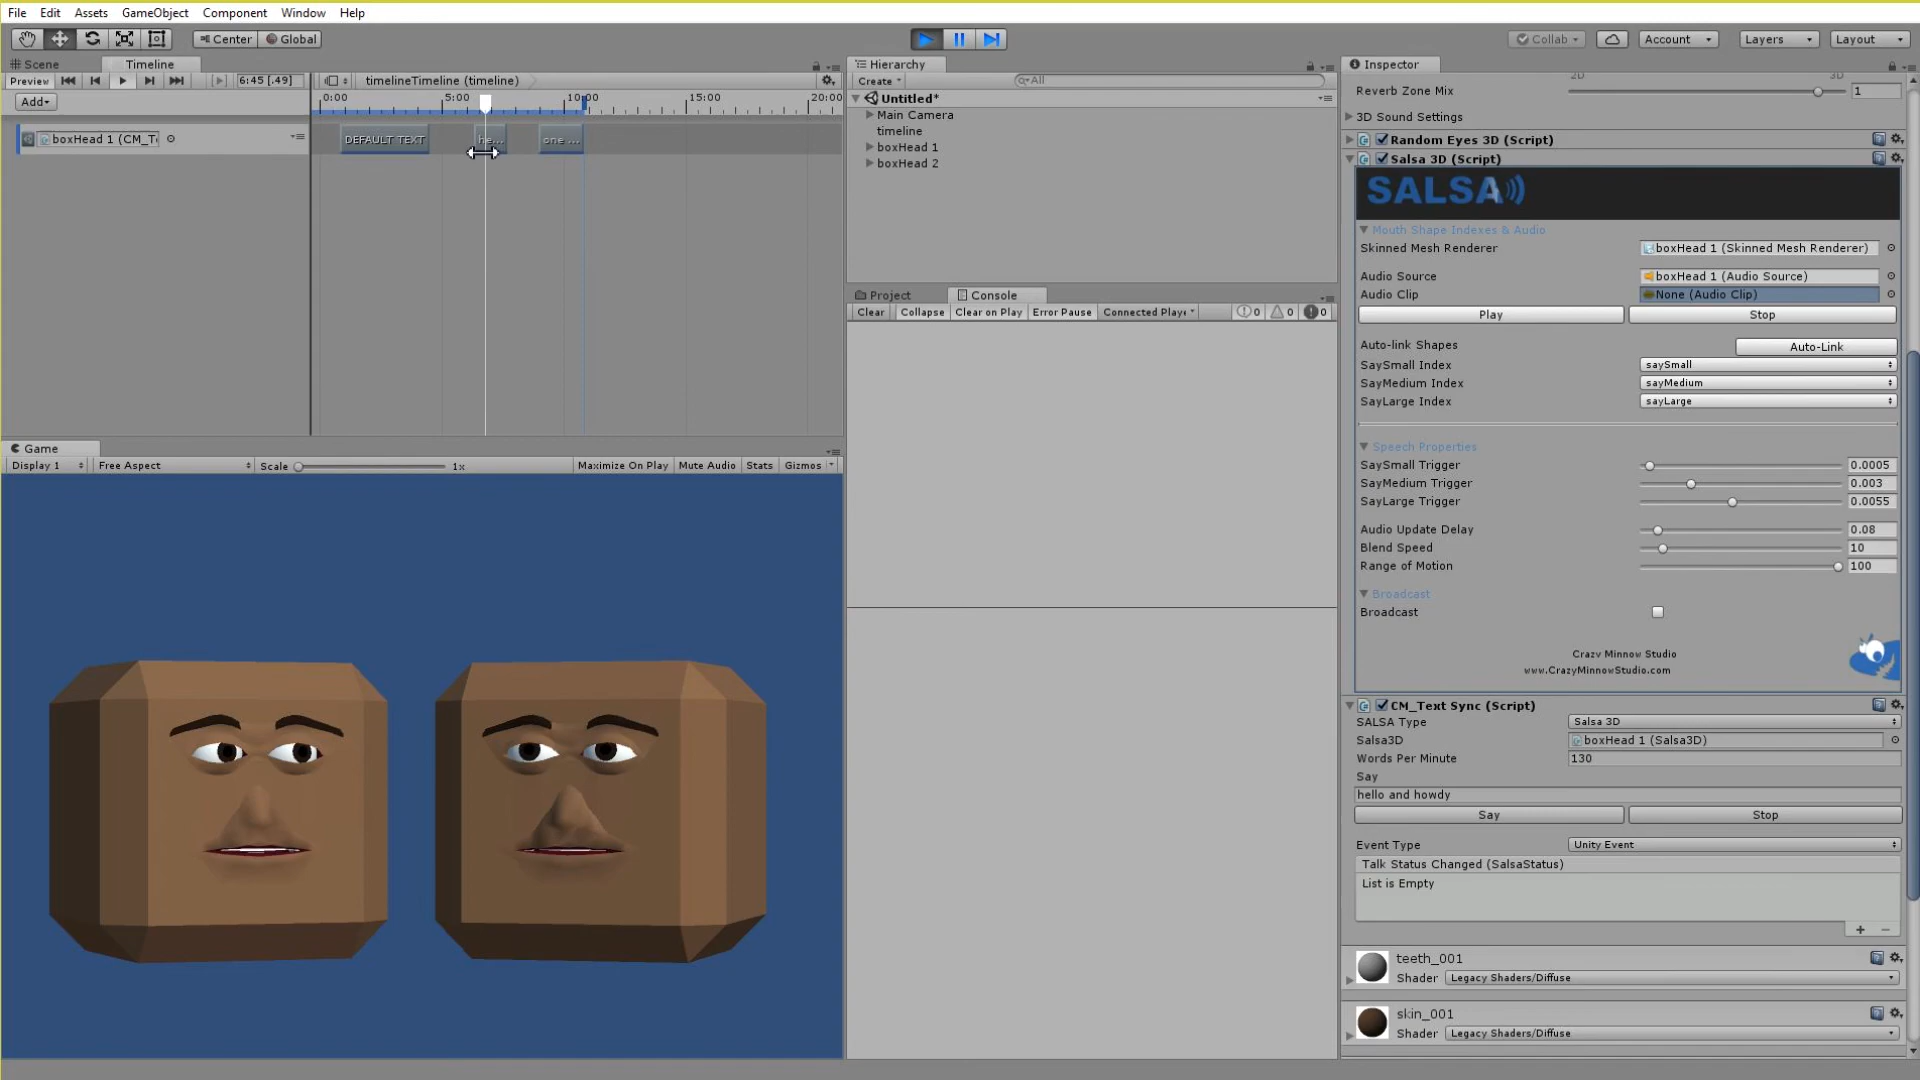 File Edit Assets GameObject Component Window Help
Center Global
Collab Account Layers Layout
Scene Timeline
Preview 6:45 [.49] timelineTimeline (timeline)
Add
0:00 5:00 10:00 15:00 20:00
boxHead 1 (CM_T
DEFAULT TEXT he... one ...
Game
Display 1 Free Aspect Scale 1x Maximize On Play Mute Audio Stats Gizmos
Hierarchy
Create All
Untitled*
Main Camera
timeline
boxHead 1
boxHead 2
Project Console
Clear Collapse Clear on Play Error Pause Connected Playe 0 0 0
Inspector
2D 3D
Reverb Zone Mix 1
3D Sound Settings
Random Eyes 3D (Script)
Salsa 3D (Script)
SALSA
Mouth Shape Indexes & Audio
Skinned Mesh Renderer boxHead 1 (Skinned Mesh Renderer)
Audio Source boxHead 1 (Audio Source)
Audio Clip None (Audio Clip)
Play Stop
Auto-link Shapes Auto-Link
SaySmall Index saySmall
SayMedium Index sayMedium
SayLarge Index sayLarge
Speech Properties
SaySmall Trigger 0.0005
SayMedium Trigger 0.003
SayLarge Trigger 0.0055
Audio Update Delay 0.08
Blend Speed 10
Range of Motion 100
Broadcast
Broadcast
Crazy Minnow Studio
www.CrazyMinnowStudio.com
CM_Text Sync (Script)
SALSA Type Salsa 3D
Salsa3D boxHead 1 (Salsa3D)
Words Per Minute 130
Say
hello and howdy
Say Stop
Event Type Unity Event
Talk Status Changed (SalsaStatus)
List is Empty
teeth_001
Shader Legacy Shaders/Diffuse
skin_001
Shader Legacy Shaders/Diffuse